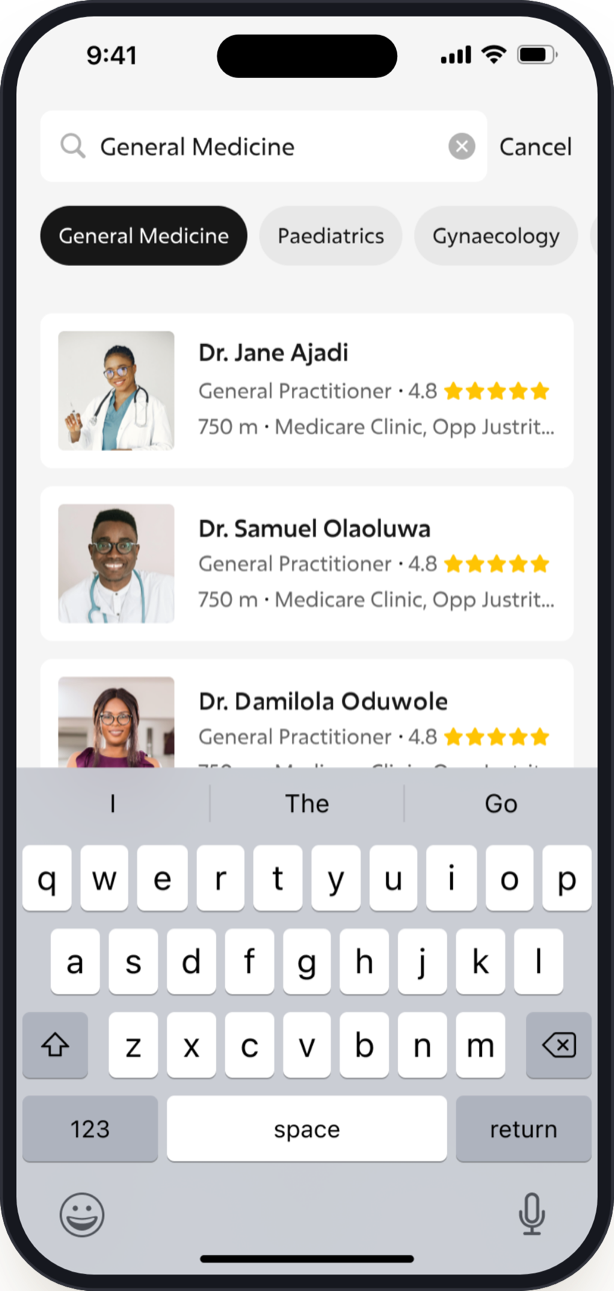 9:41
General Medicine Cancel
General Medicine Paediatrics Gynaecology
Dr. Jane Ajadi
General Practitioner · 4.8
750 m · Medicare Clinic, Opp Justrit...
Dr. Samuel Olaoluwa
General Practitioner · 4.8
750 m · Medicare Clinic, Opp Justrit...
Dr. Damilola Oduwole
General Practitioner · 4.8
I The Go
q w e r t y u i o p
a s d f g h j k l
z x c v b n m
123 space return